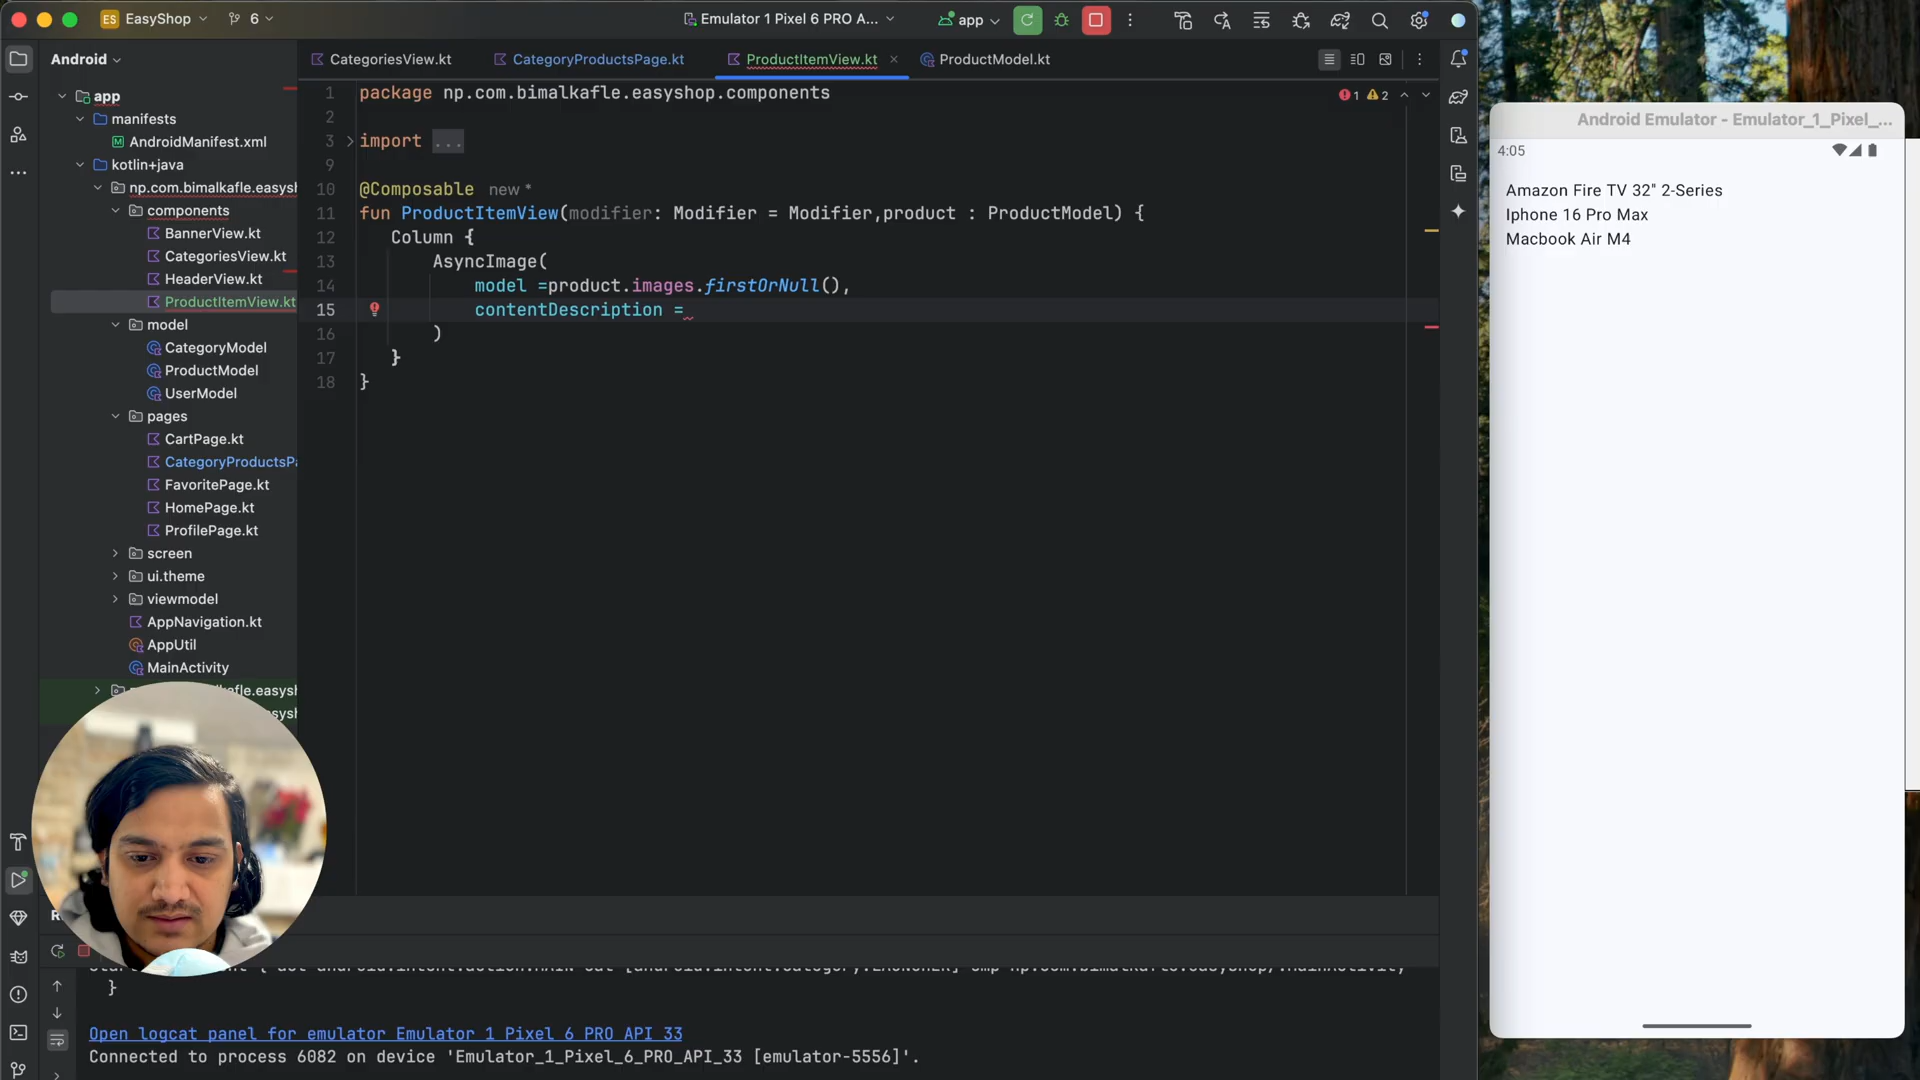 ES EasyShop
6
Emulator 1 Pixel 6 PRO A...
app
Android
CategoriesView.kt
CategoryProductsPage.kt
ProductItemView.kt
ProductModel.kt
app
manifests
AndroidManifest.xml
kotlin+java
np.com.bimalkafle.easysh
components
BannerView.kt
CategoriesView.kt
HeaderView.kt
ProductItemView.kt
model
CategoryModel
ProductModel
UserModel
pages
CartPage.kt
CategoryProductsPa
FavoritePage.kt
HomePage.kt
ProfilePage.kt
screen
ui.theme
viewmodel
AppNavigation.kt
AppUtil
MainActivity
1 package np.com.bimalkafle.easyshop.components
1 2
2
3 import ...
9
10 @Composable new *
11 fun ProductItemView(modifier: Modifier = Modifier,product : ProductModel) {
12 Column {
13 AsyncImage(
14 model =product.images.firstOrNull(),
15 contentDescription =
16 )
17 }
18 }
}
Open logcat panel for emulator Emulator 1 Pixel 6 PRO API 33
Connected to process 6082 on device 'Emulator_1_Pixel_6_PRO_API_33 [emulator-5556]'.
Android Emulator - Emulator_1_Pixel_...
4:05
Amazon Fire TV 32" 2-Series
Iphone 16 Pro Max
Macbook Air M4